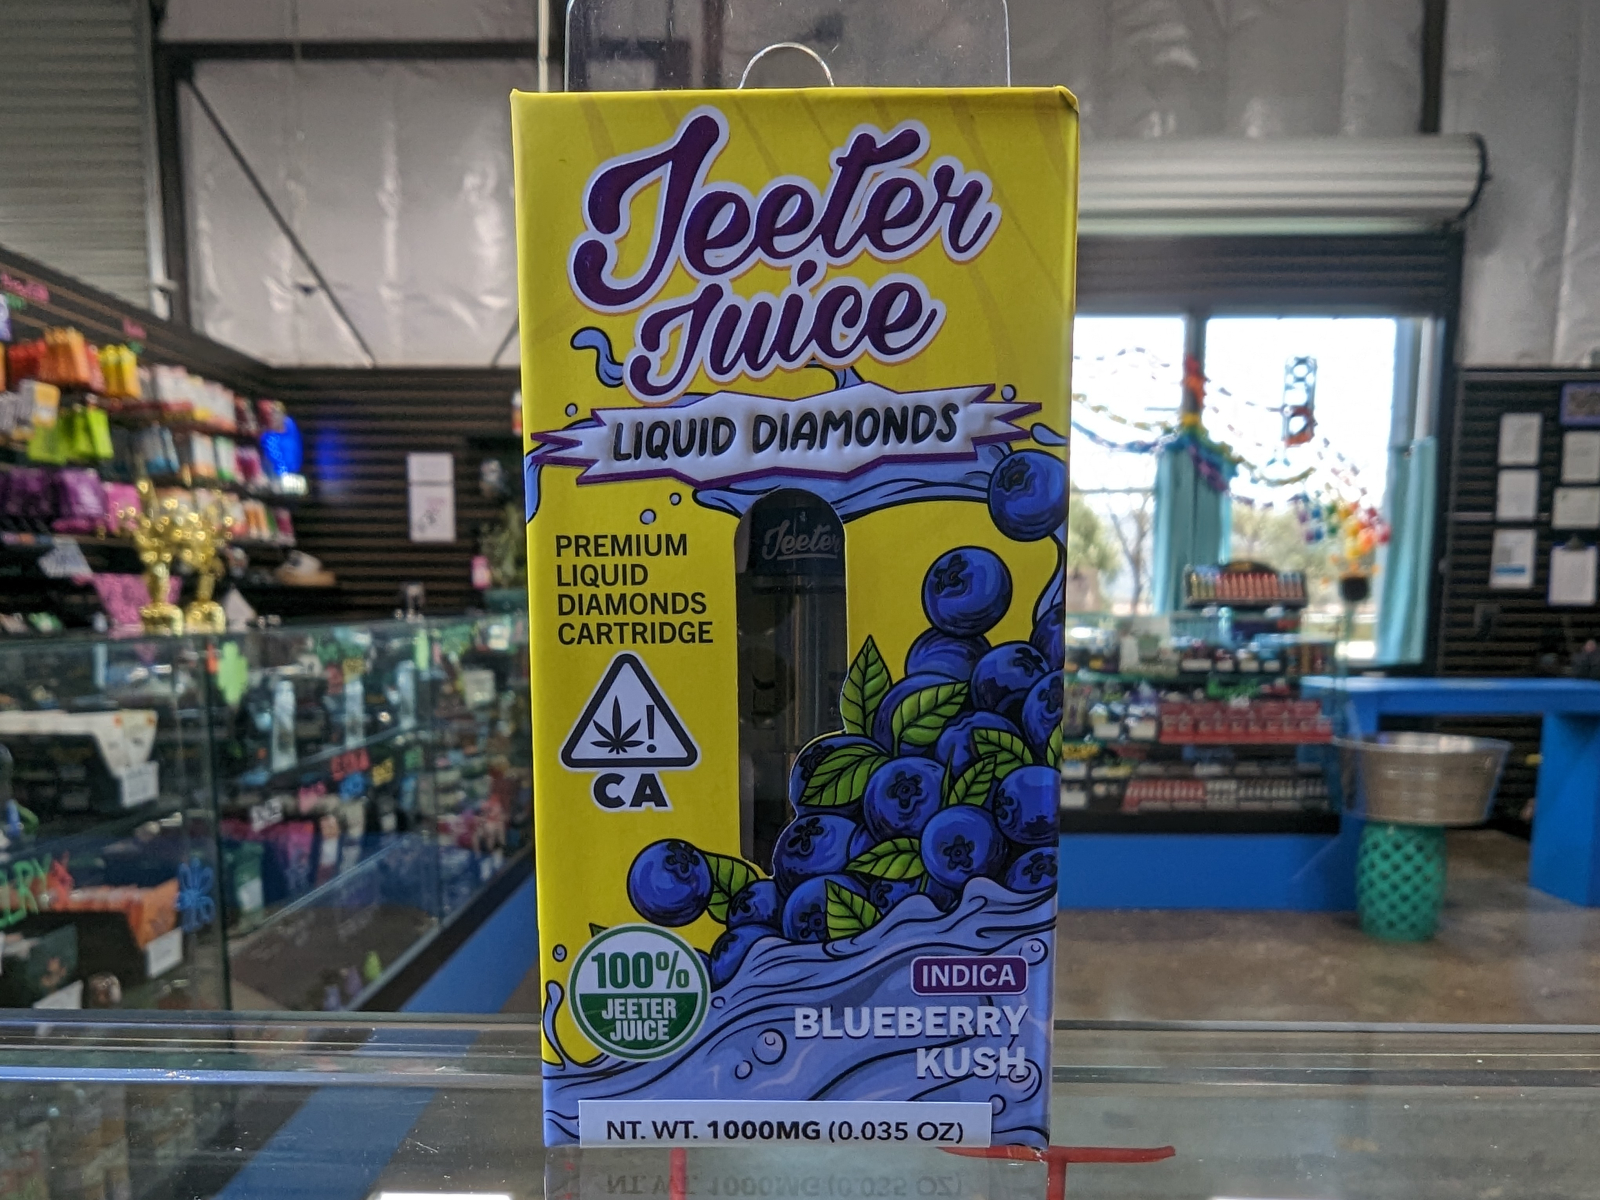 Jeeter
Juice
LIQUID DIAMONDS
Jeeter
PREMIUM
LIQUID
DIAMONDS
CARTRIDGE
CA
100%
JEETER
JUICE
INDICA
BLUEBERRY
KUSH
NT. WT. 1000MG (0.035 OZ)